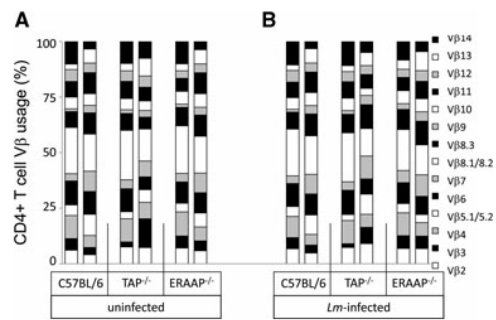 A
B
CD4+ T cell Vβ usage (%)
100
75
50
25
0
C57BL/6 TAP-/- ERAAP-/-
uninfected
C57BL/6 TAP-/- ERAAP-/-
Lm-infected
Vβ14
Vβ13
Vβ12
Vβ11
Vβ10
Vβ9
Vβ8.3
Vβ8.1/8.2
Vβ7
Vβ6
Vβ5.1/5.2
Vβ4
Vβ3
Vβ2